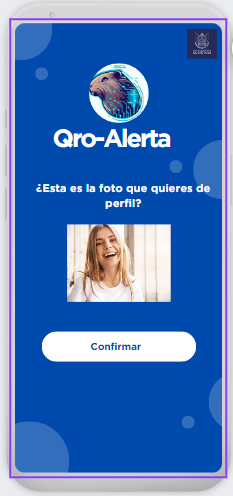 Qro-Alerta
¿Esta es la foto que quieres de
perfil?
Confirmar